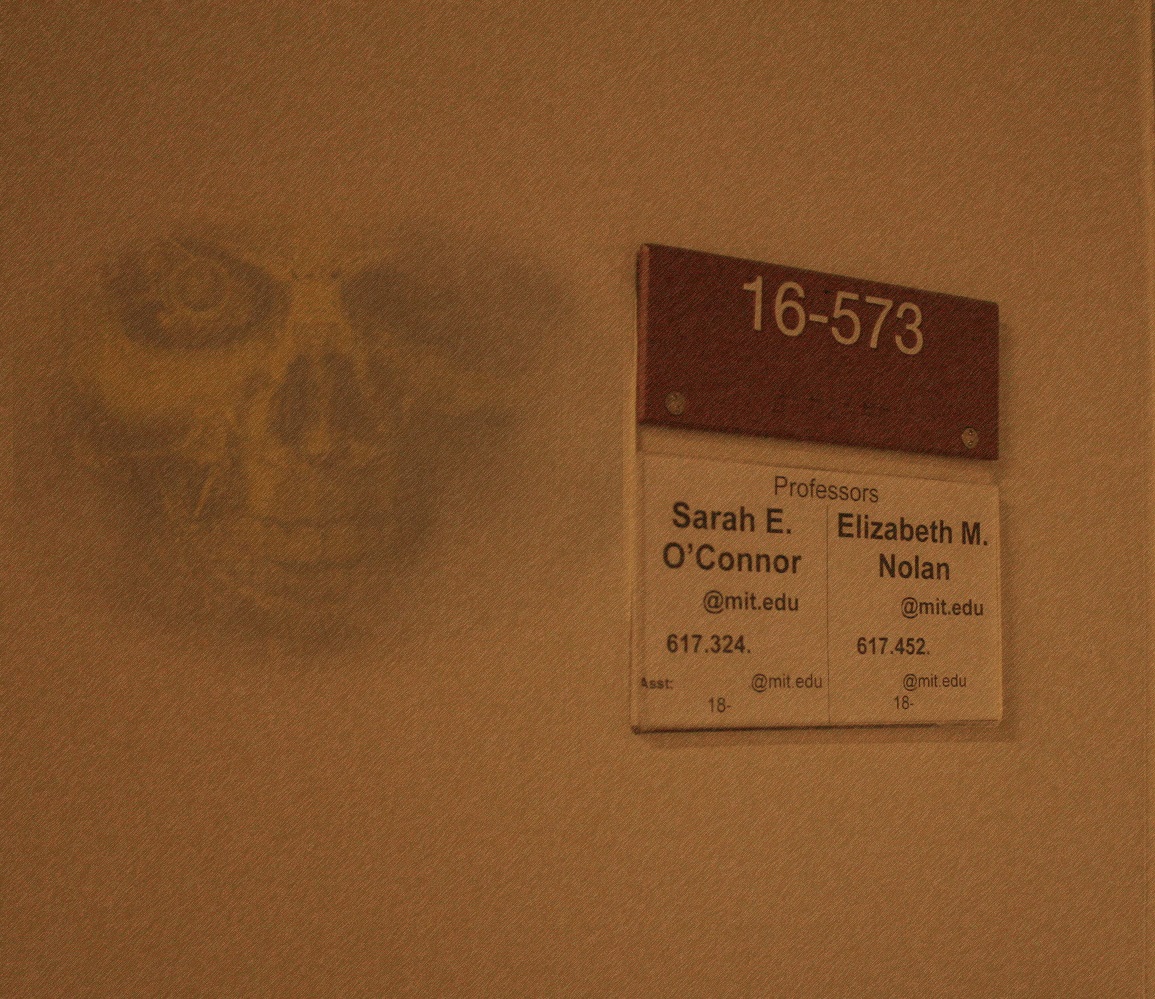 16-573
Professors
Sarah E.
O'Connor
@mit.edu
617.324.
Asst: @mit.edu
18-
Elizabeth M.
Nolan
@mit.edu
617.452.
@mit.edu
18-